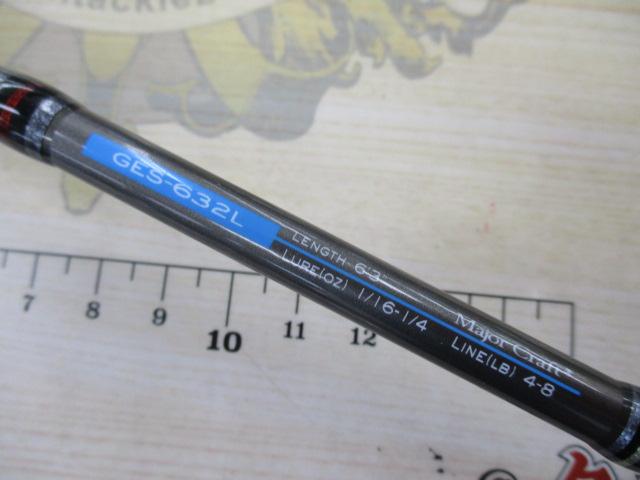 GES-632L
LENGTH- 6'3"
LURE(OZ) 1/16-1/4
Major Craft
LINE(LB) 4-8
7 8 9 10 11 12